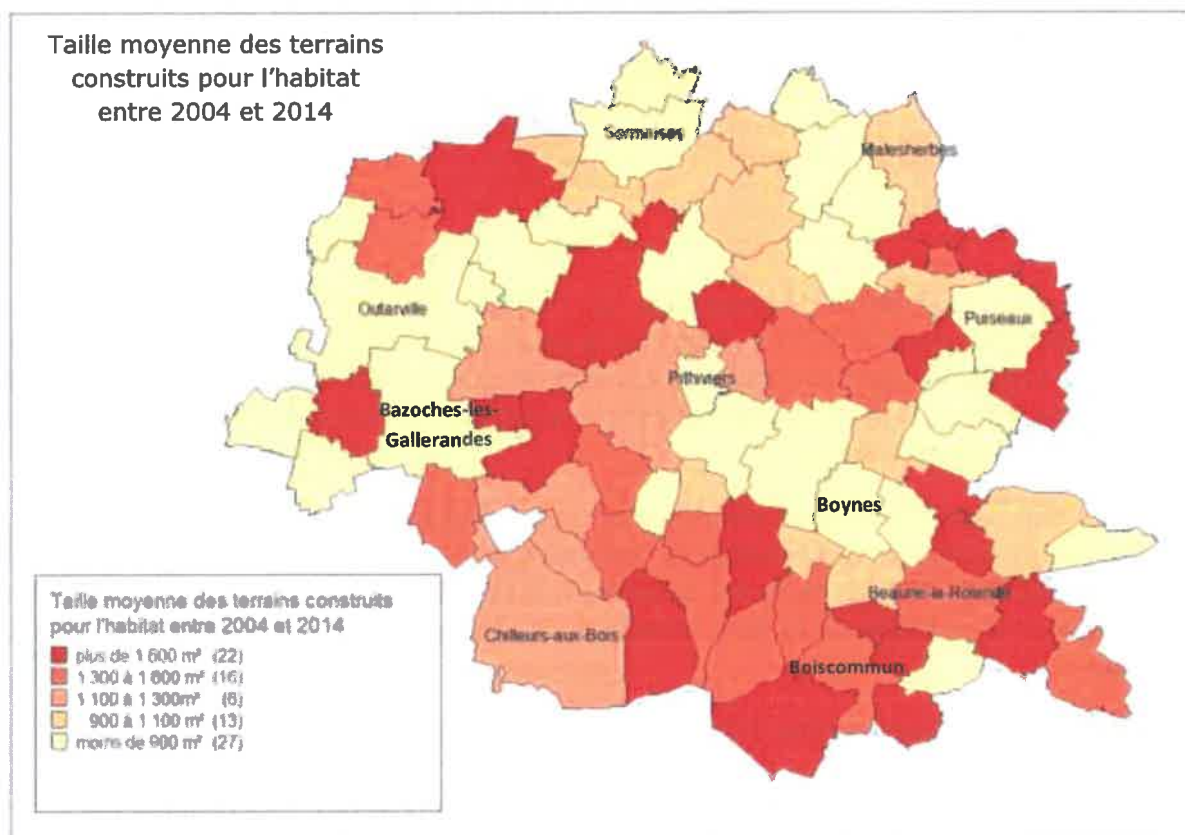 Taille moyenne des terrains
construits pour l'habitat
entre 2004 et 2014
Sermaises
Malesherbes
Outarville
Puiseaux
Pithiviers
Bazoches-les-
Gallerandes
Boynes
Beaune-la-Rolande
Chilleurs-aux-Bois
Boiscommun
Taille moyenne des terrains construits
pour l'habitat entre 2004 et 2014
plus de 1 600 m² (22)
1 300 à 1 600 m² (16)
1 100 à 1 300m² (6)
900 à 1 100 m² (13)
moins de 900 m² (27)